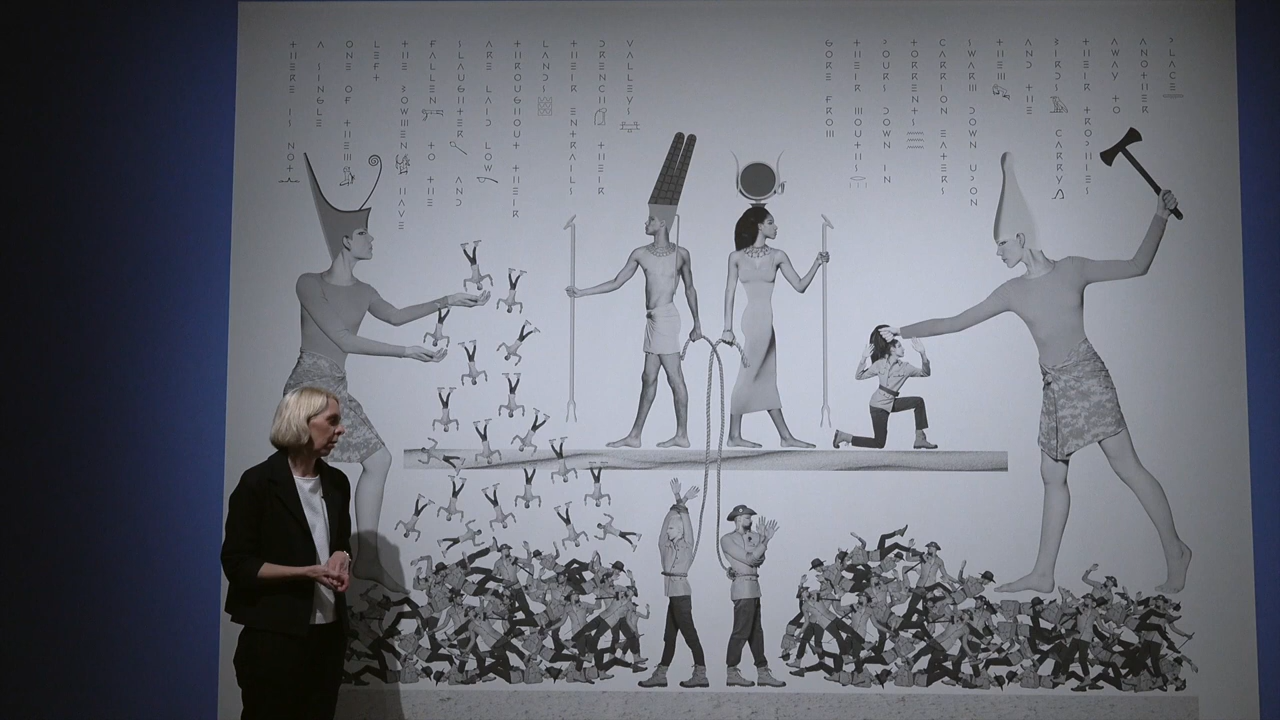 THERE IS NOT
A SINGLE
ONE OF THEM
LEFT
THE BOWMEN HAVE
FALLEN TO THE
SLAUGHTER AND
ARE LAID LOW
THROUGHOUT THEIR
LANDS
THEIR ENTRAILS
DRENCH THEIR
VALLEYS
GORE FROM
THEIR MOUTHS
POURS DOWN IN
TORRENTS
CARRION EATERS
SWARM DOWN UPON
THEM
AND THE
BIRDS CARRY
THEIR TROPHIES
AWAY TO
ANOTHER
PLACE